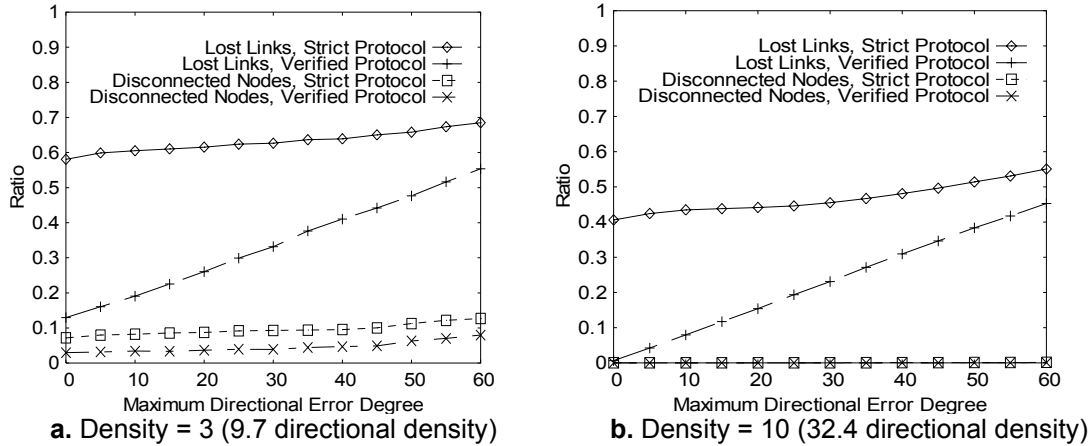 1
0.9
0.8
0.7
0.6
0.5
0.4
0.3
0.2
0.1
0
Ratio
Lost Links, Strict Protocol
Lost Links, Verified Protocol
Disconnected Nodes, Strict Protocol
Disconnected Nodes, Verified Protocol
0 10 20 30 40 50 60
Maximum Directional Error Degree
a. Density = 3 (9.7 directional density)
1
0.9
0.8
0.7
0.6
0.5
0.4
0.3
0.2
0.1
0
Ratio
Lost Links, Strict Protocol
Lost Links, Verified Protocol
Disconnected Nodes, Strict Protocol
Disconnected Nodes, Verified Protocol
0 10 20 30 40 50 60
Maximum Directional Error Degree
b. Density = 10 (32.4 directional density)